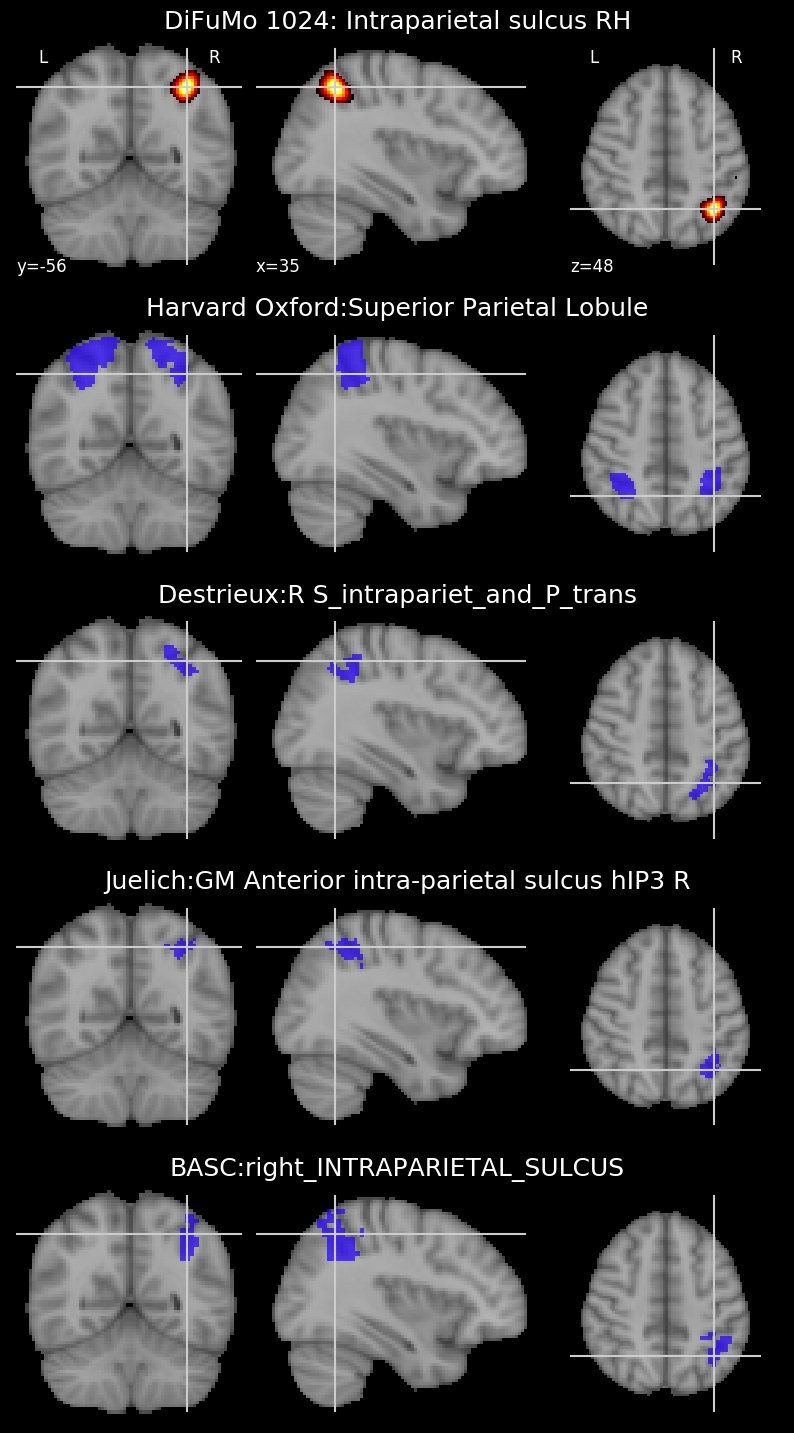 DiFuMo 1024: Intraparietal sulcus RH
L R L R
y=-56 x=35 z=48
Harvard Oxford:Superior Parietal Lobule
Destrieux:R S_intrapariet_and_P_trans
Juelich:GM Anterior intra-parietal sulcus hIP3 R
BASC:right_INTRAPARIETAL_SULCUS